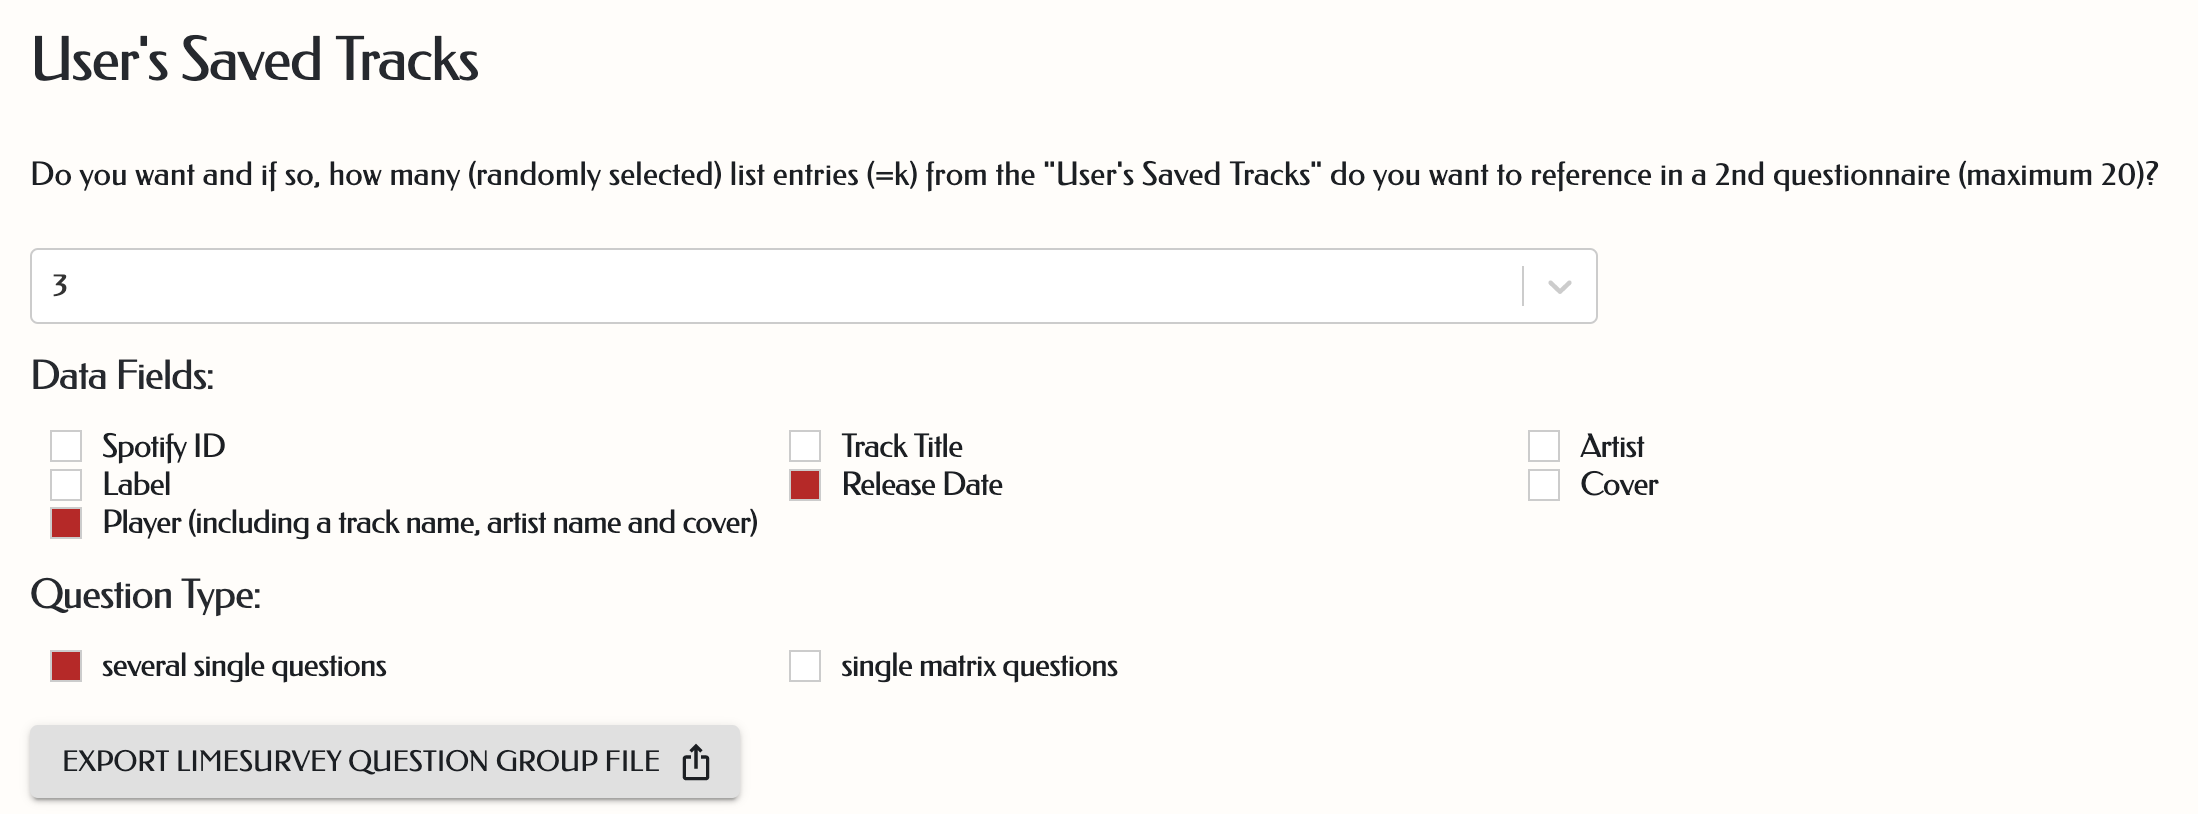 User's Saved Tracks
Do you want and if so, how many (randomly selected) list entries (=k) from the "User's Saved Tracks" do you want to reference in a 2nd questionnaire (maximum 20)?
3
Data Fields:
Spotify ID Track Title Artist
Label Release Date Cover
Player (including a track name, artist name and cover)
Question Type:
several single questions single matrix questions
EXPORT LIMESURVEY QUESTION GROUP FILE